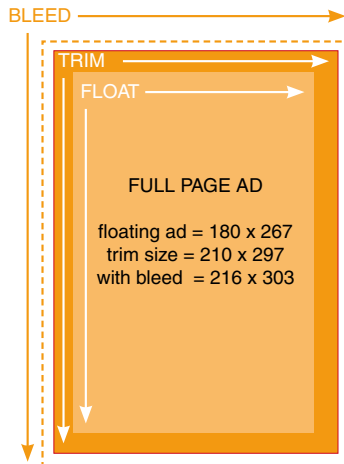 BLEED
TRIM
FLOAT
FULL PAGE AD
floating ad = 180 x 267
trim size = 210 x 297
with bleed = 216 x 303